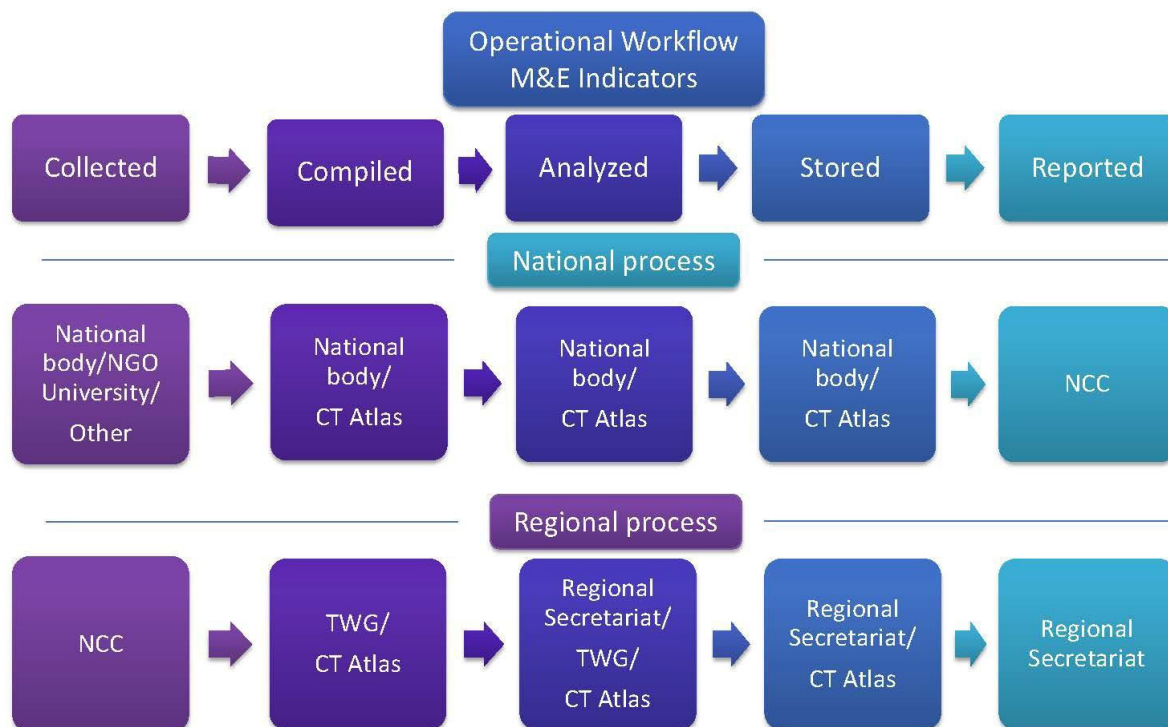 Operational Workflow
M&E Indicators
Collected
Compiled
Analyzed
Stored
Reported
National process
National
body/NGO
University/
Other
National
body/
CT Atlas
National
body/
CT Atlas
National
body/
CT Atlas
NCC
Regional process
NCC
TWG/
CT Atlas
Regional
Secretariat/
TWG/
CT Atlas
Regional
Secretariat/
CT Atlas
Regional
Secretariat